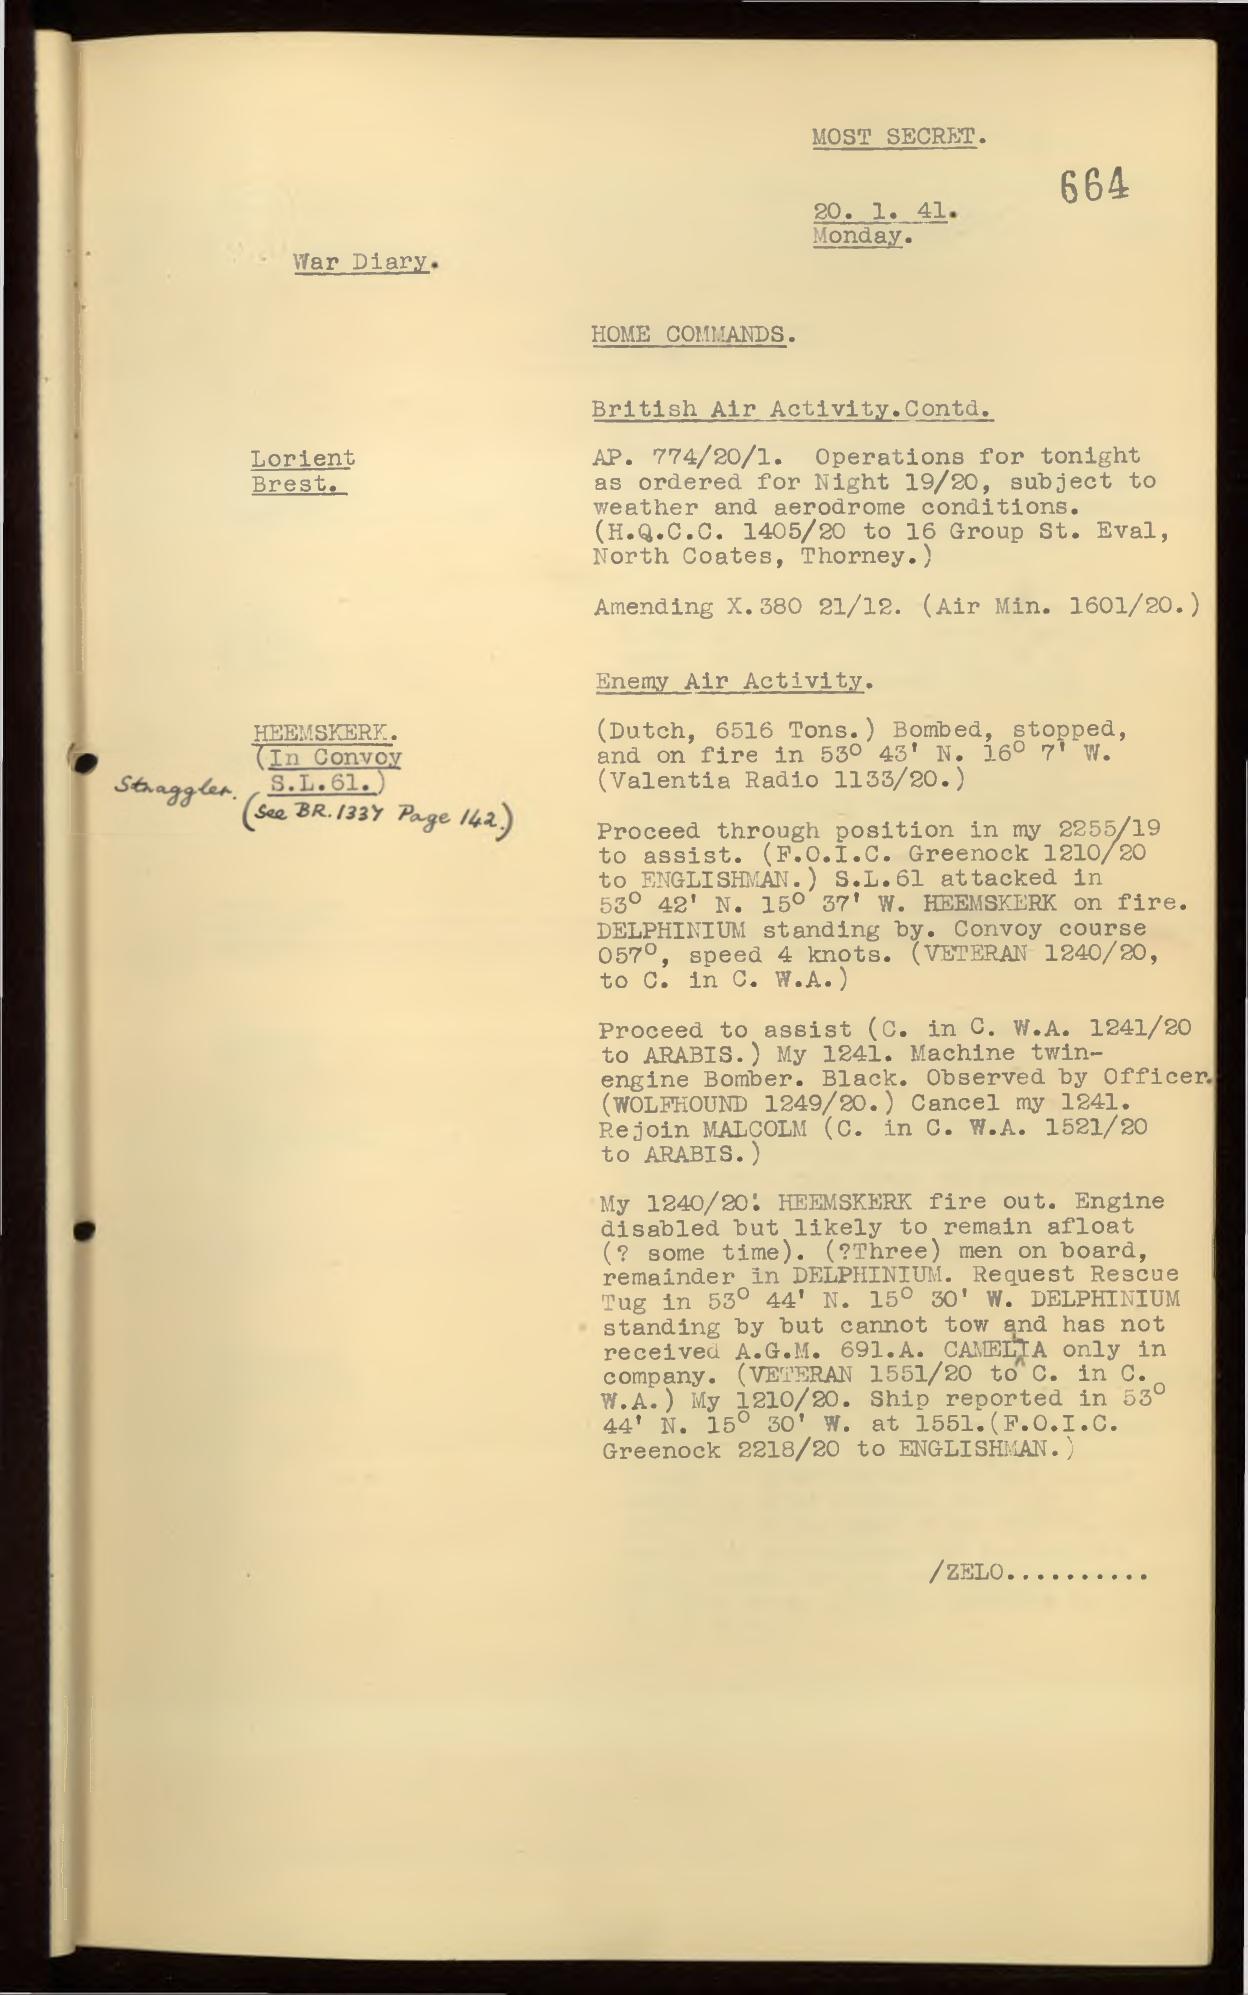 MOST SECRET.
664
20. 1. 41.
Monday.
War Diary.
HOME COMMANDS.
British Air Activity.Contd.
Lorient
Brest.
AP. 774/20/1. Operations for tonight
as ordered for Night 19/20, subject to
weather and aerodrome conditions.
(H.Q.C.C. 1405/20 to 16 Group St. Eval,
North Coates, Thorney.)
Amending X.380 21/12. (Air Min. 1601/20.)
Enemy Air Activity.
HEEMSKERK.
(In Convoy
S.L.61.)
Straggler.
(See BR.1337 Page 142.)
(Dutch, 6516 Tons.) Bombed, stopped,
and on fire in 53° 43' N. 16° 7' W.
(Valentia Radio 1133/20.)
Proceed through position in my 2255/19
to assist. (F.O.I.C. Greenock 1210/20
to ENGLISHMAN.) S.L.61 attacked in
53° 42' N. 15° 37' W. HEEMSKERK on fire.
DELPHINIUM standing by. Convoy course
057°, speed 4 knots. (VETERAN 1240/20,
to C. in C. W.A.)
Proceed to assist (C. in C. W.A. 1241/20
to ARABIS.) My 1241. Machine twin-
engine Bomber. Black. Observed by Officer.
(WOLFHOUND 1249/20.) Cancel my 1241.
Rejoin MALCOLM (C. in C. W.A. 1521/20
to ARABIS.)
My 1240/20: HEEMSKERK fire out. Engine
disabled but likely to remain afloat
(? some time). (?Three) men on board,
remainder in DELPHINIUM. Request Rescue
Tug in 53° 44' N. 15° 30' W. DELPHINIUM
standing by but cannot tow and has not
received A.G.M. 691.A. CAMELLIA only in
company. (VETERAN 1551/20 to C. in C.
W.A.) My 1210/20. Ship reported in 53°
44' N. 15° 30' W. at 1551.(F.O.I.C.
Greenock 2218/20 to ENGLISHMAN.)
/ZELO..........